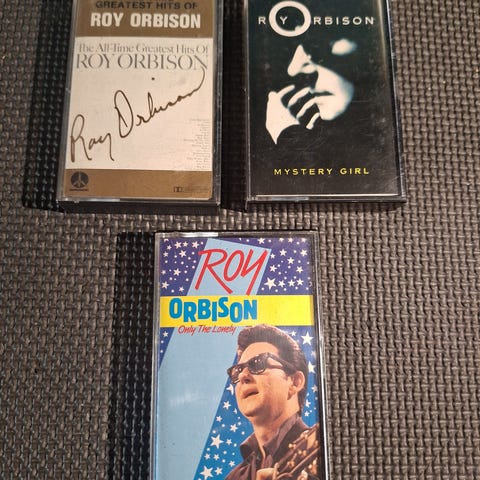 GREATEST HITS OF
ROY ORBISON
The All-Time Greatest Hits Of
ROY ORBISON
Roy Orbison
ROY ORBISON
MYSTERY GIRL
ROY
ORBISON
Only The Lonely